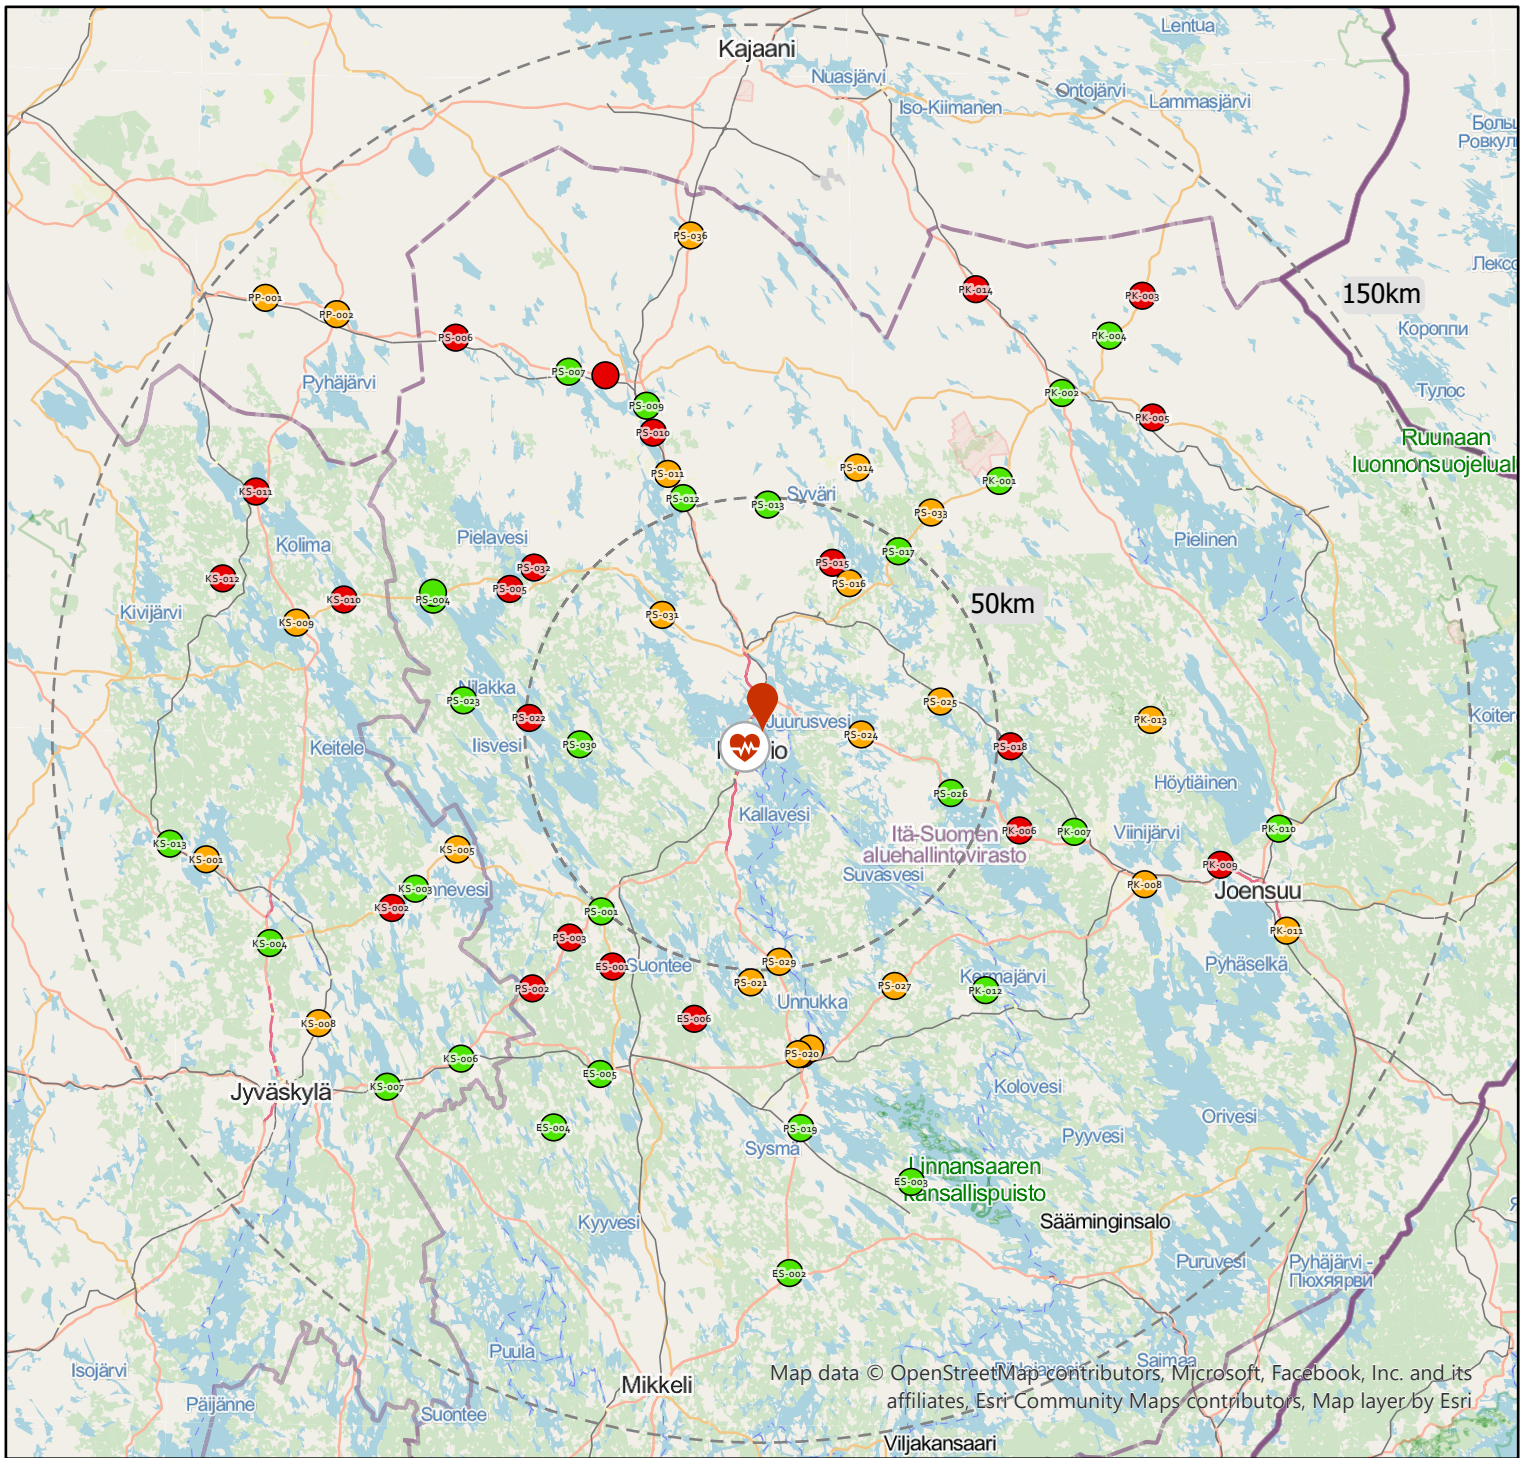 Lentua
Kajaani
Nuasjärvi
Ontojärvi
Lammasjärvi
Iso-Kiimanen
Ровкул
PS-036
Лексо
PK-014
PK-003
150km
PP-001
PP-002
Короппи
PS-006
PK-004
PS-007
Pyhäjärvi
PK-002
Тулос
PS-009
PK-005
PS-010
Ruunaan
luonnonsuojelual
PS-011
PS-014
PK-001
KS-011
Syväri
PS-012
PS-013
PS-033
Pielavesi
Pielinen
Kolima
PS-017
PS-032
PS-015
KS-012
PS-016
PS-005
KS-010
PS-004
50km
Kivijärvi
PS-031
KS-009
Nilakka
PS-023
PS-025
Koiter
PS-022
Juurusvesi
PK-013
PS-024
Keitele
Iisvesi
PS-030
io
PS-018
Höytiäinen
PS-026
Kallavesi
Itä-Suomen
aluehallintovirasto
PK-006
PK-007
Viinijärvi
PK-010
KS-013
KS-001
KS-005
PK-009
Suvasvesi
KS-003
nnevesi
PK-008
Joensuu
KS-002
PS-001
PK-011
KS-004
PS-003
ES-001
Suontee
PS-029
Pyhäselkä
PS-021
Kermajärvi
PS-002
PS-027
PK-012
Unnukka
KS-008
ES-006
PS-020
KS-006
ES-005
Jyväskylä
KS-007
Kolovesi
Orivesi
ES-004
PS-019
Pyyvesi
Sysmä
Linnansaaren
kansallispuisto
ES-003
Kyyvesi
Sääminginsalo
Puruvesi
Pyhäjärvi -
Пюхяярви
ES-002
Puula
Isojärvi
Saimaa
Mikkeli
Map data © OpenStreetMap contributors, Microsoft, Facebook, Inc. and its
affiliates, Esri Community Maps contributors, Map layer by Esri
Päijänne
Suontee
Viljakansaari